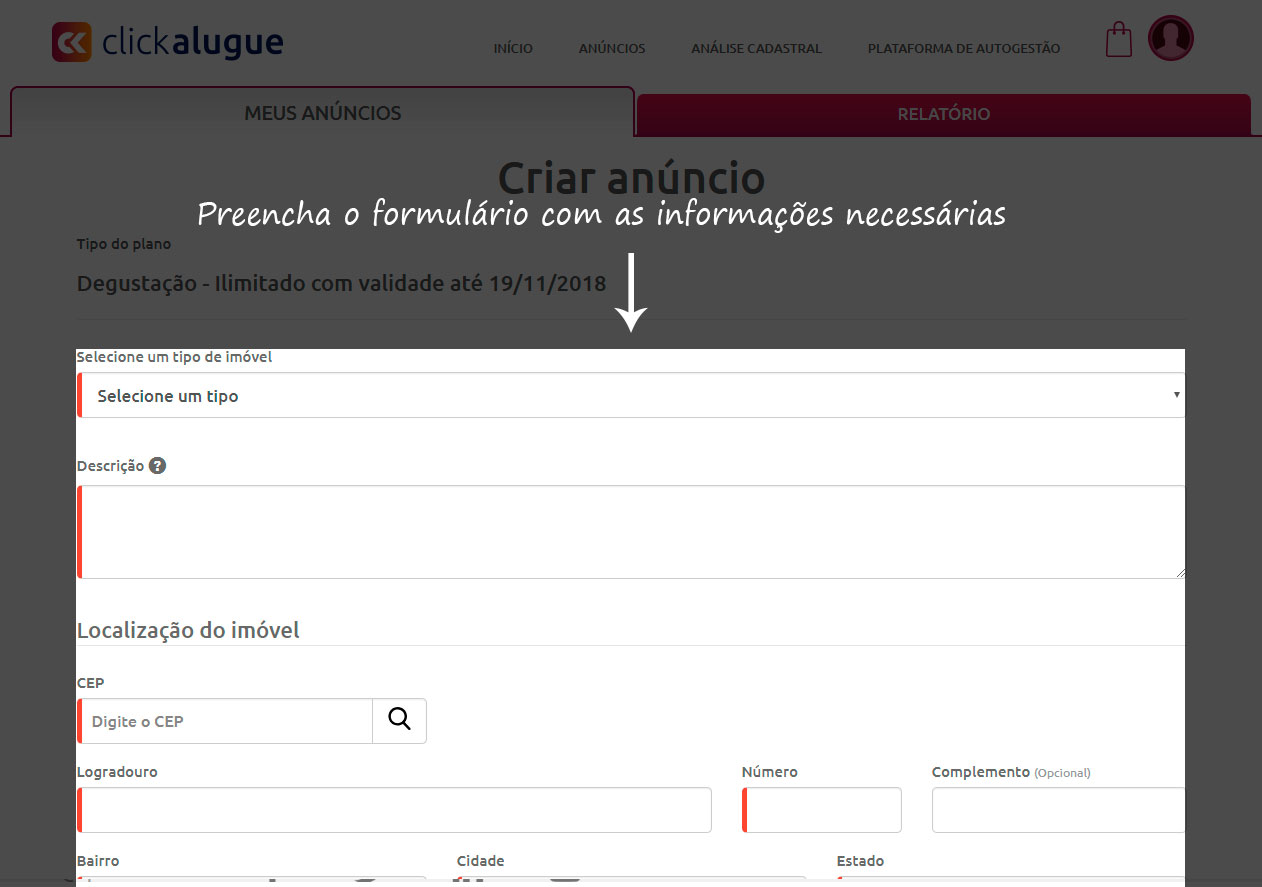 clickalugue
INÍCIO ANÚNCIOS ANÁLISE CADASTRAL PLATAFORMA DE AUTOGESTÃO
MEUS ANÚNCIOS RELATÓRIO
Criar anúncio
Preencha o formulário com as informações necessárias
Tipo do plano
Degustação - Ilimitado com validade até 19/11/2018
Selecione um tipo de imóvel
Selecione um tipo
Descrição ?
Localização do imóvel
CEP
Digite o CEP
Logradouro Número Complemento (Opcional)
Bairro Cidade Estado